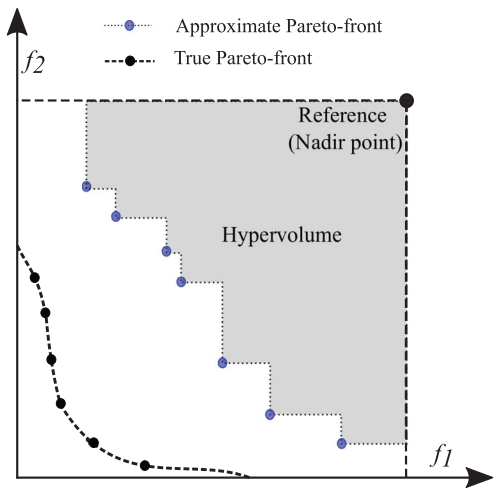 Approximate Pareto-front
True Pareto-front
f2
Reference
(Nadir point)
Hypervolume
f1